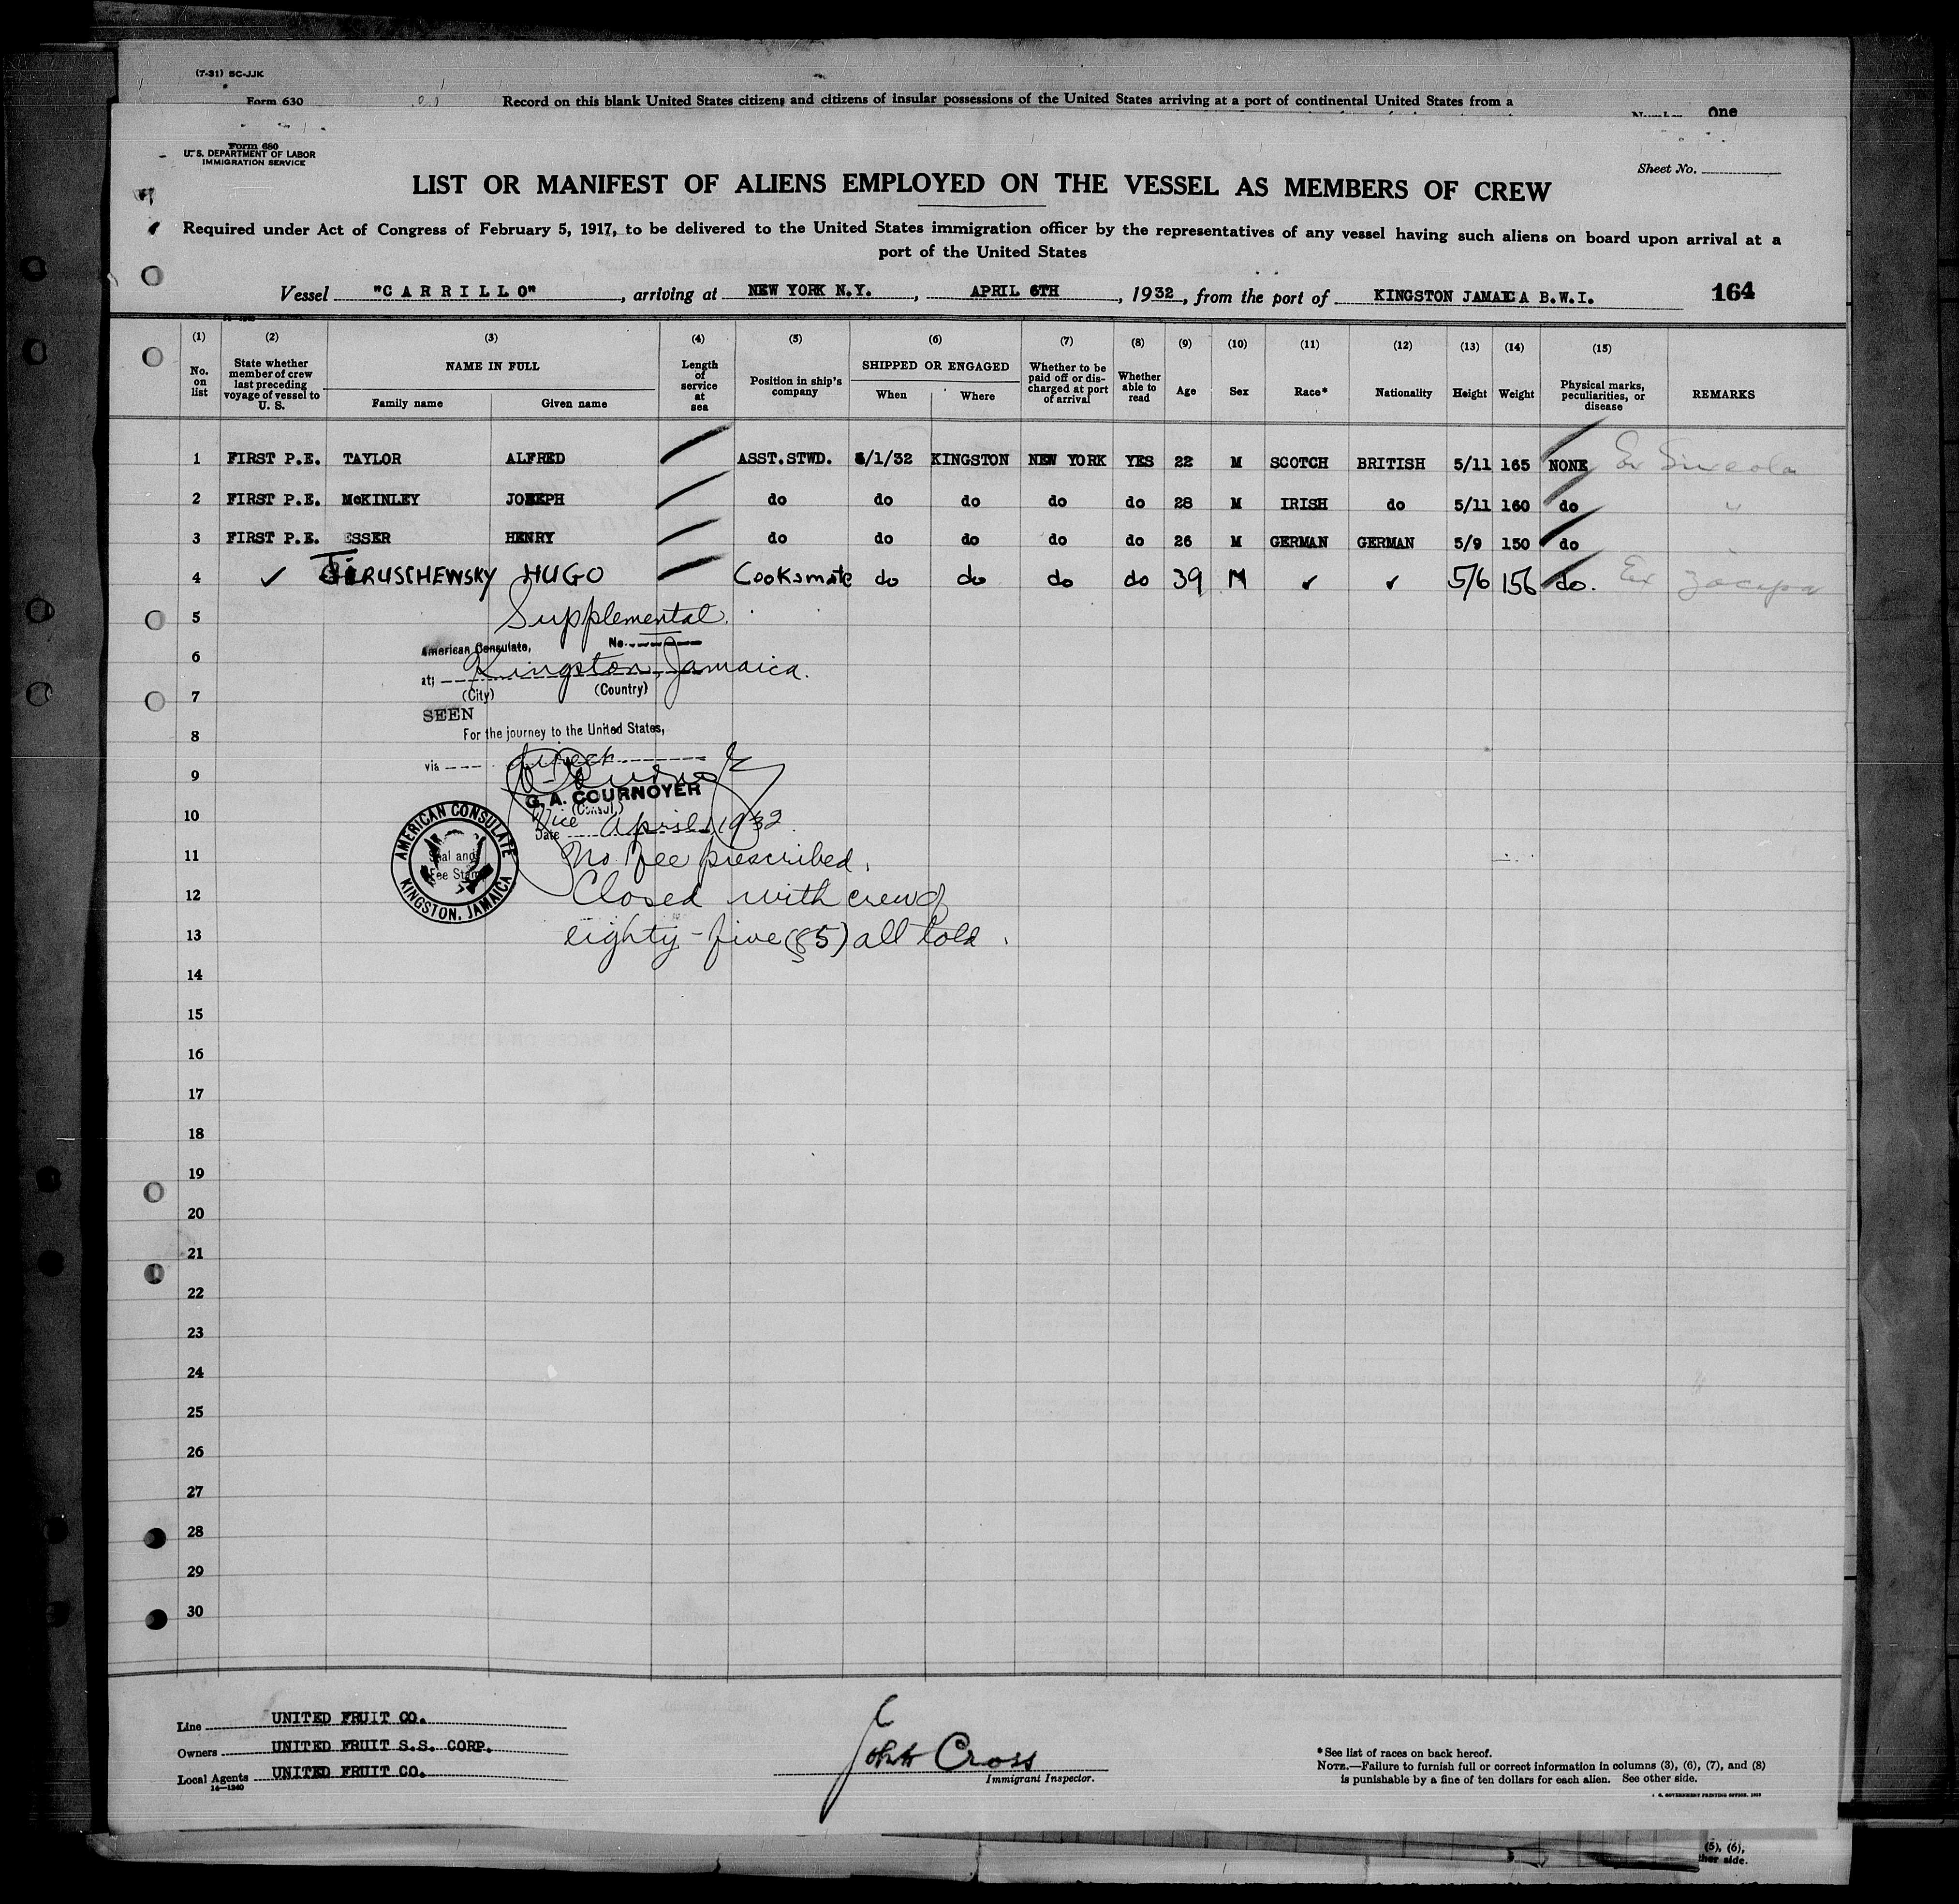 (7-31) 5C-JJK
Form 630
Record on this blank United States citizens and citizens of insular possessions of the United States arriving at a port of continental United States from a
One
Form 680
U. S. DEPARTMENT OF LABOR
IMMIGRATION SERVICE
Sheet No.
LIST OR MANIFEST OF ALIENS EMPLOYED ON THE VESSEL AS MEMBERS OF CREW
Required under Act of Congress of February 5, 1917, to be delivered to the United States immigration officer by the representatives of any vessel having such aliens on board upon arrival at a
port of the United States
Vessel "CARRILLO", arriving at NEW YORK N.Y., APRIL 6TH, 1932, from the port of KINGSTON JAMAICA B.W.I. 164
(1) (2) (3) (4) (5) (6) (7) (8) (9) (10) (11) (12) (13) (14) (15)
No. on list State whether member of crew last preceding voyage of vessel to U. S. NAME IN FULL Family name Given name Length of service at sea Position in ship's company SHIPPED OR ENGAGED When Where Whether to be paid off or discharged at port of arrival Whether able to read Age Sex Race* Nationality Height Weight Physical marks, peculiarities, or disease REMARKS
1 FIRST P.E. TAYLOR ALFRED ASST.STWD. /1/32 KINGSTON NEW YORK YES 22 M SCOTCH BRITISH 5/11 165 NONE Ex Sixaola
2 FIRST P.E. McKINLEY JOSEPH do do do do do 28 M IRISH do 5/11 160 do "
3 FIRST P.E. ESSER HENRY do do do do do 26 M GERMAN GERMAN 5/9 150 do
4 ✓ HUGO Cooksmate do do do do 39 M ✓ ✓ 5/6 156 do. Ex Zacapa
5 Supplemental.
American Consulate, No.
6
at; Kingston, Jamaica.
(City) (Country)
7
SEEN
For the journey to the United States,
8
via direct
9
G. A. COURNOYER
(Consul)
10 Vice
Date April 1, 1932
AMERICAN CONSULATE
KINGSTON, JAMAICA
Seal and
Fee Stamp
11 No fee prescribed.
12 Closed with crew of
13 eighty-five (85) all told.
14
15
16
17
18
19
20
21
22
23
24
25
26
27
28
29
30
Line UNITED FRUIT CO.
Owners UNITED FRUIT S.S. CORP.
Local Agents UNITED FRUIT CO.
14-1240
John Cross
Immigrant Inspector.
*See list of races on back hereof.
NOTE.—Failure to furnish full or correct information in columns (3), (6), (7), and (8)
is punishable by a fine of ten dollars for each alien. See other side.
(5), (6),
her side.